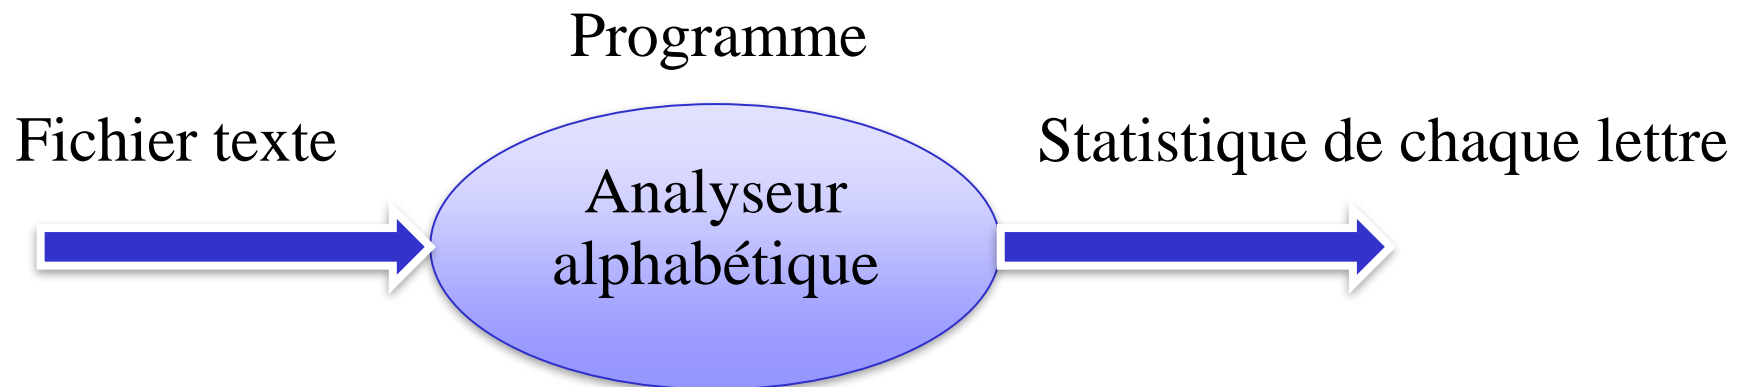 Programme
Fichier texte
Analyseur
alphabétique
Statistique de chaque lettre